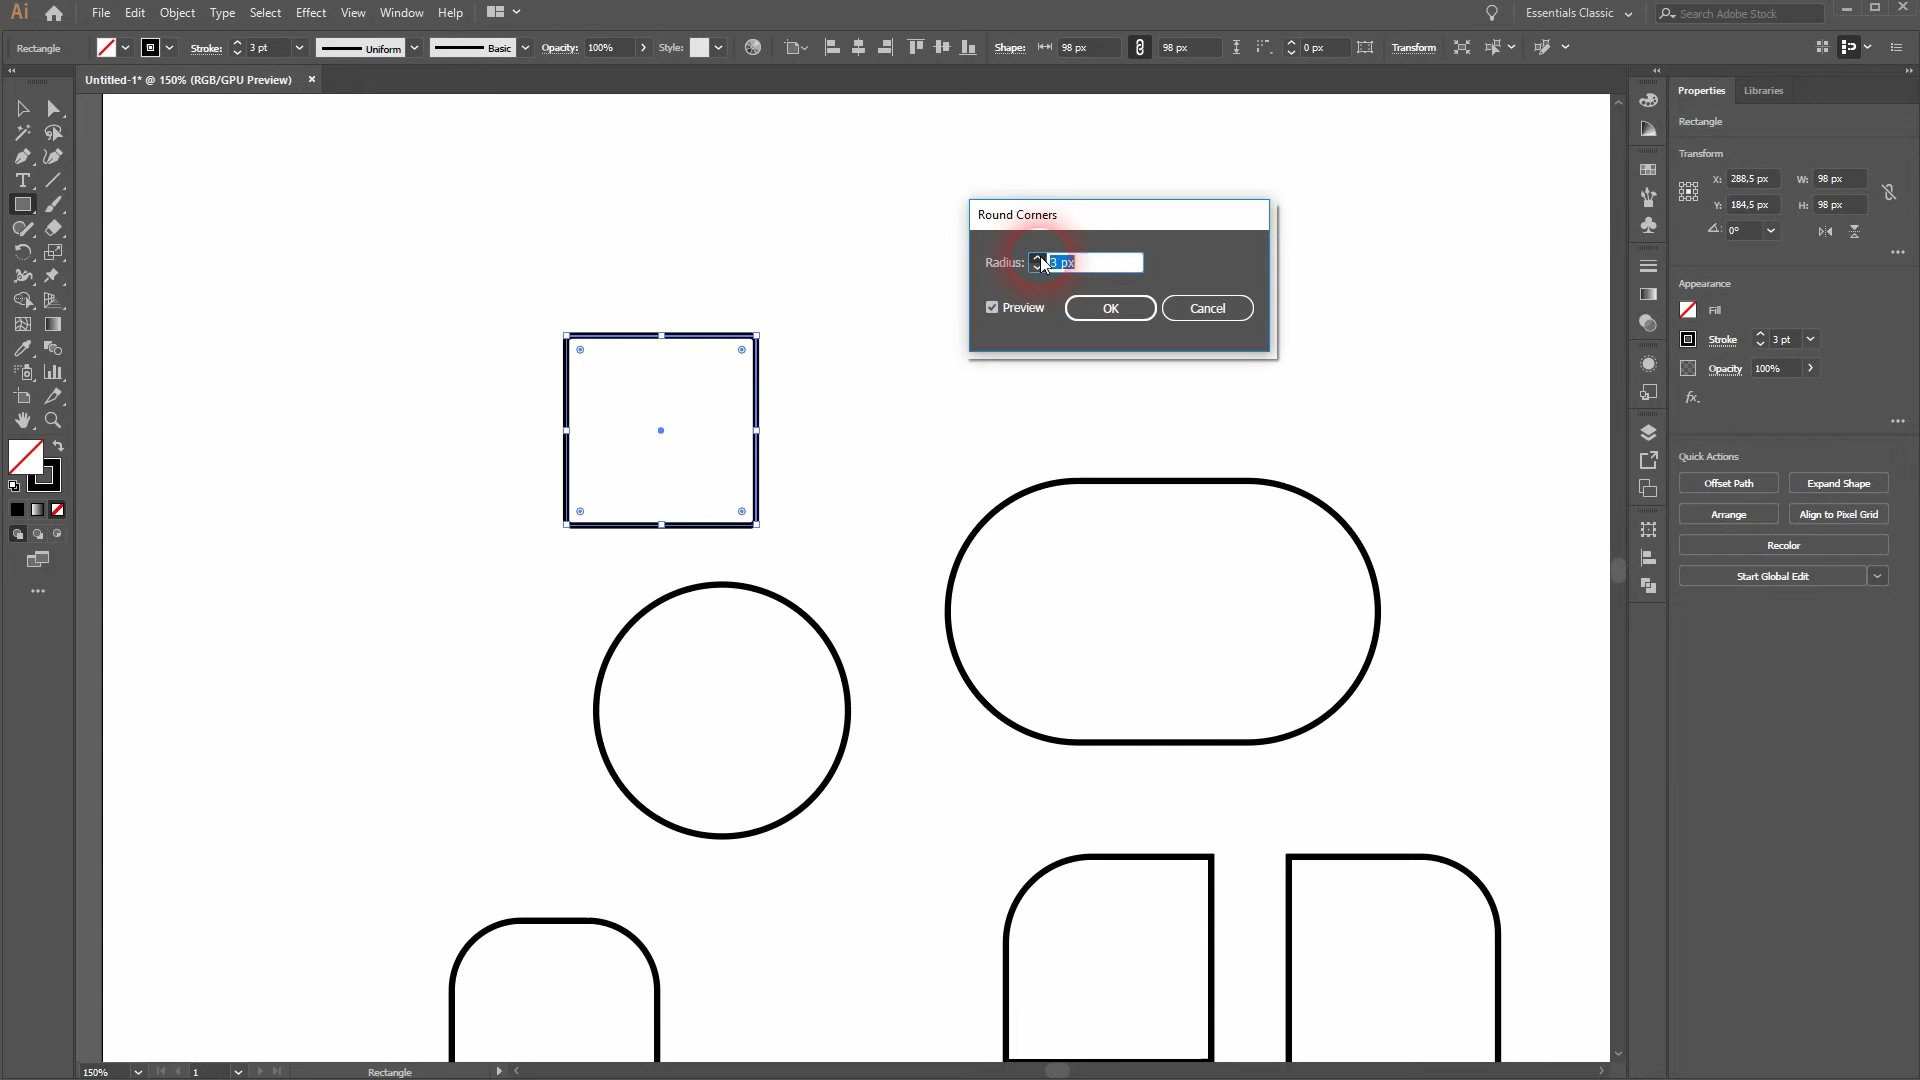 Ai File Edit Object Type Select Effect View Window Help Essentials Classic Search Adobe Stock
Rectangle Stroke: 3 pt Uniform Basic Opacity: 100% Style: Shape: 98 px 98 px 0 px Transform
Untitled-1* @ 150% (RGB/GPU Preview) ×
Properties Libraries
Rectangle
Transform
X: 288,5 px W: 98 px
Y: 184,5 px H: 98 px
0°
Appearance
Fill
Stroke 3 pt
Opacity 100%
fx.
Quick Actions
Offset Path Expand Shape
Arrange Align to Pixel Grid
Recolor
Start Global Edit
Round Corners
Radius: 3 px
Preview OK Cancel
150% 1 Rectangle